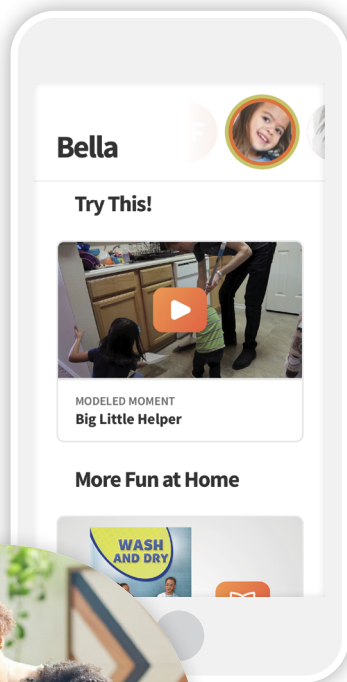 F
Bella
Try This!
MODELED MOMENT
Big Little Helper
More Fun at Home
WASH
AND DRY